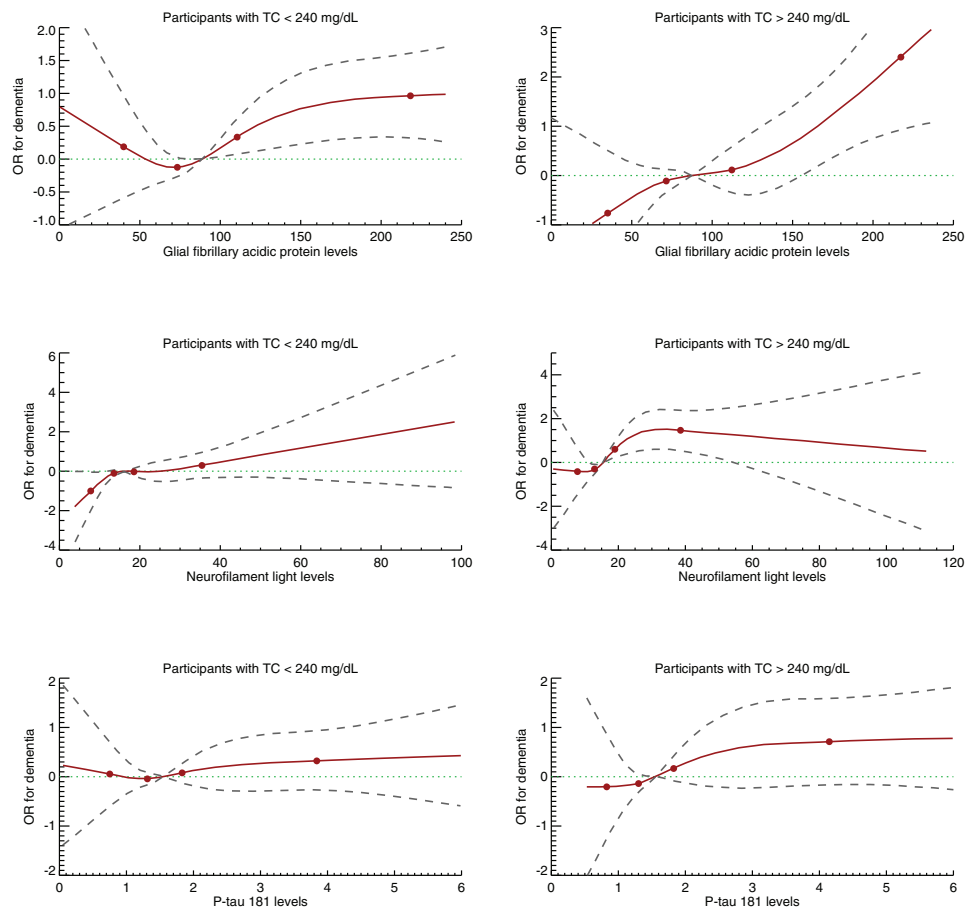 Participants with TC < 240 mg/dL
OR for dementia
2.0
1.5
1.0
0.5
0.0
-0.5
-1.0
0 50 100 150 200 250
Glial fibrillary acidic protein levels
Participants with TC > 240 mg/dL
OR for dementia
3
2
1
0
-1
0 50 100 150 200 250
Glial fibrillary acidic protein levels
Participants with TC < 240 mg/dL
OR for dementia
6
4
2
0
-2
-4
0 20 40 60 80 100
Neurofilament light levels
Participants with TC > 240 mg/dL
OR for dementia
4
2
0
-2
-4
0 20 40 60 80 100 120
Neurofilament light levels
Participants with TC < 240 mg/dL
OR for dementia
2
1
0
-1
-2
0 1 2 3 4 5 6
P-tau 181 levels
Participants with TC > 240 mg/dL
OR for dementia
2
1
0
-1
-2
0 1 2 3 4 5 6
P-tau 181 levels